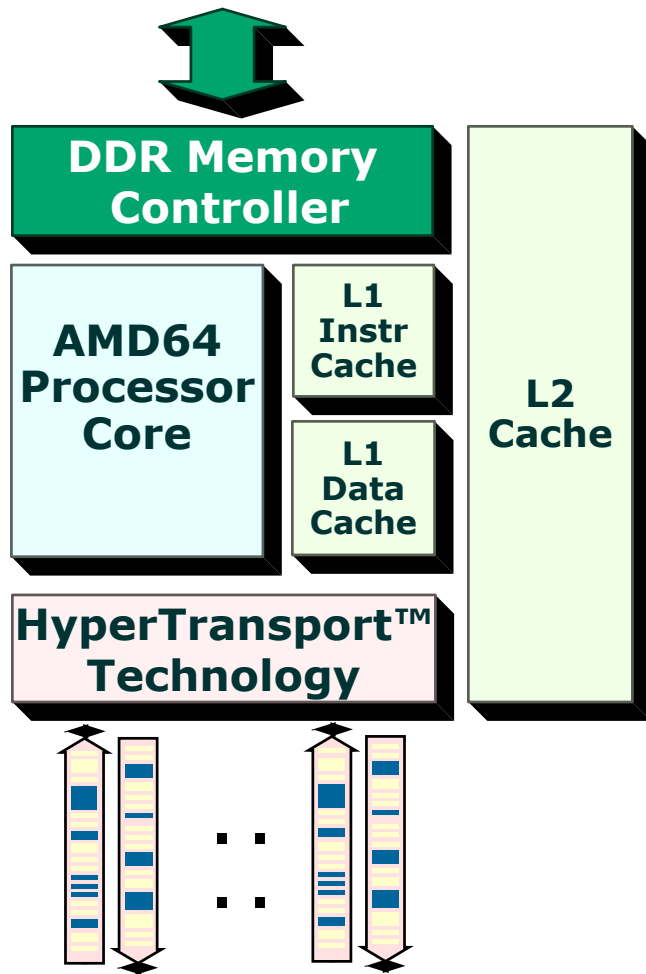 DDR Memory
Controller
AMD64
Processor
Core
L1
Instr
Cache
L1
Data
Cache
L2
Cache
HyperTransport™
Technology